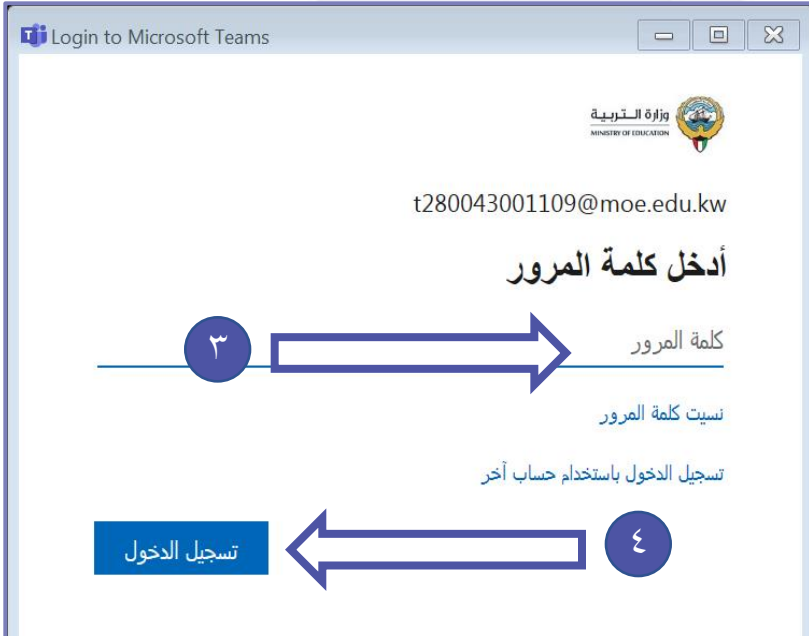 Login to Microsoft Teams
وزارة الـتربـيـة
MINISTRY OF EDUCATION
t280043001109@moe.edu.kw
أدخل كلمة المرور
كلمة المرور
٣
نسيت كلمة المرور
تسجيل الدخول باستخدام حساب آخر
تسجيل الدخول
٤